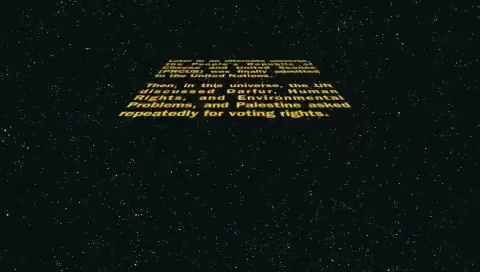 Later in an alternate universe,
The People's Republic of
Cheese and United Scones
(PRCUS) was finally admitted
to the United Nations.
Then, in this universe, the UN
discussed Darfur, Human
Rights, and Environmental
Problems, and Palestine asked
repeatedly for voting rights.